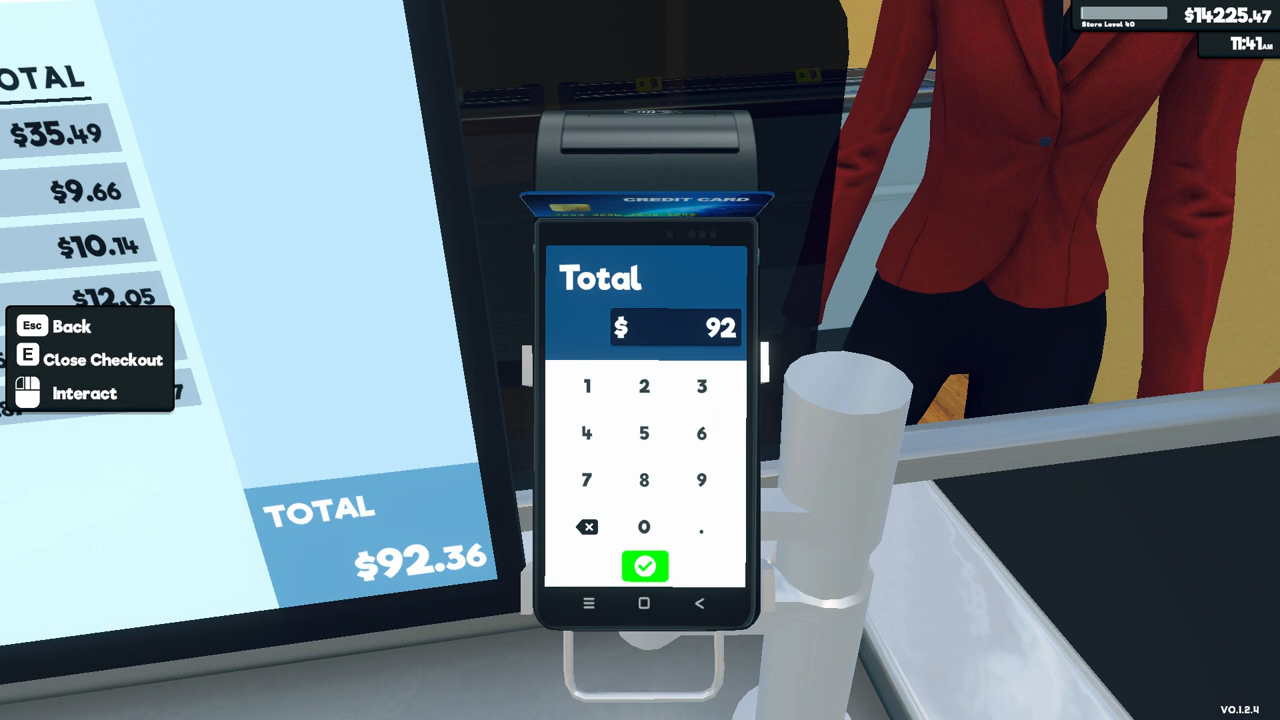 OTAL
$35.49
$9.66
$10.14
$12.05
Esc Back
E Close Checkout
Interact
7
TOTAL
$92.36
CREDIT CARD
Total
$ 92
1 2 3
4 5 6
7 8 9
0 .
$14225.47
Store Level 40
11:41AM
V0.1.2.4